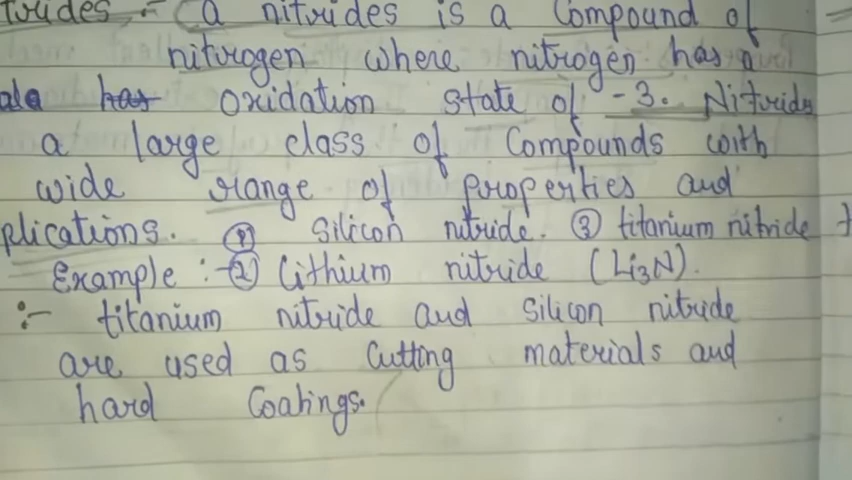 trides :- a nitrides is a compound of
nitrogen where nitrogen has a
has oxidation state of -3. Nitride
a large class of compounds with
wide range of properties and
plications. ① Silicon nitride. ③ titanium nitride
Example :- ② Lithium nitride (Li3N).
:- titanium nitride and silicon nitride
are used as cutting materials and
hard coatings.